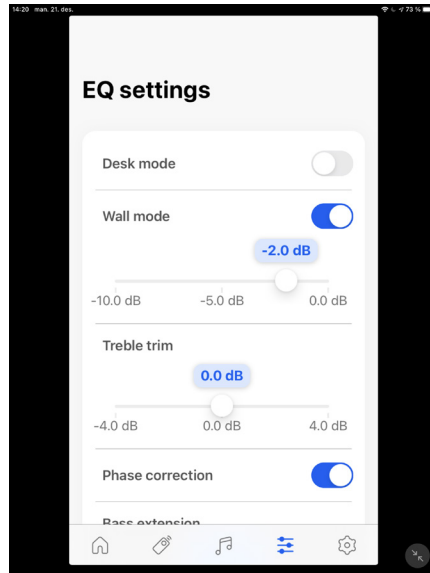 14:20 man. 21. des.
73 %
EQ settings
Desk mode
Wall mode
-2.0 dB
-10.0 dB -5.0 dB 0.0 dB
Treble trim
0.0 dB
-4.0 dB 0.0 dB 4.0 dB
Phase correction
Bass extension